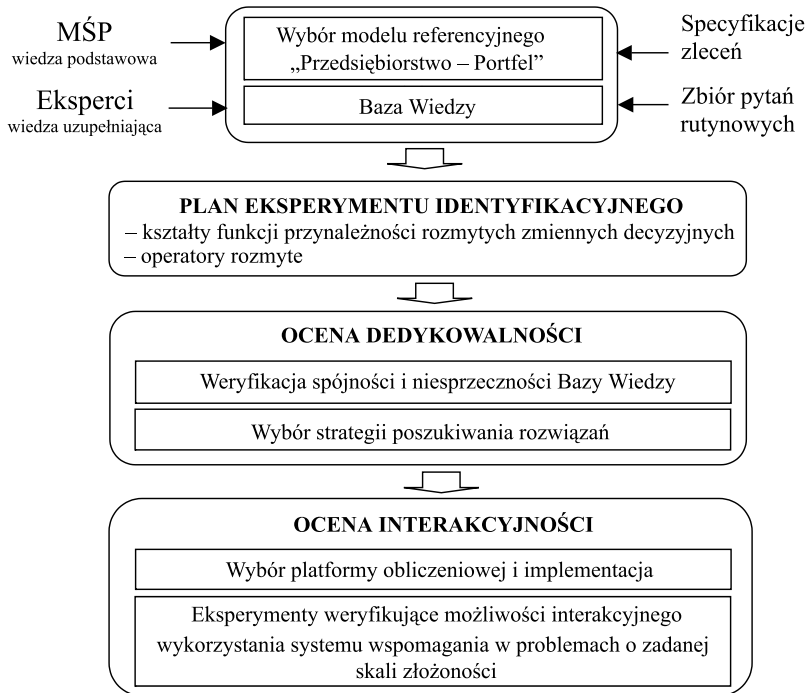 MŚP
wiedza podstawowa
Eksperci
wiedza uzupełniająca
Wybór modelu referencyjnego
„Przedsiębiorstwo – Portfel”
Baza Wiedzy
Specyfikacje
zleceń
Zbiór pytań
rutynowych
PLAN EKSPERYMENTU IDENTYFIKACYJNEGO
– kształty funkcji przynależności rozmytych zmiennych decyzyjnych
– operatory rozmyte
OCENA DEDYKOWALNOŚCI
Weryfikacja spójności i niesprzeczności Bazy Wiedzy
Wybór strategii poszukiwania rozwiązań
OCENA INTERAKCYJNOŚCI
Wybór platformy obliczeniowej i implementacja
Eksperymenty weryfikujące możliwości interakcyjnego
wykorzystania systemu wspomagania w problemach o zadanej
skali złożoności